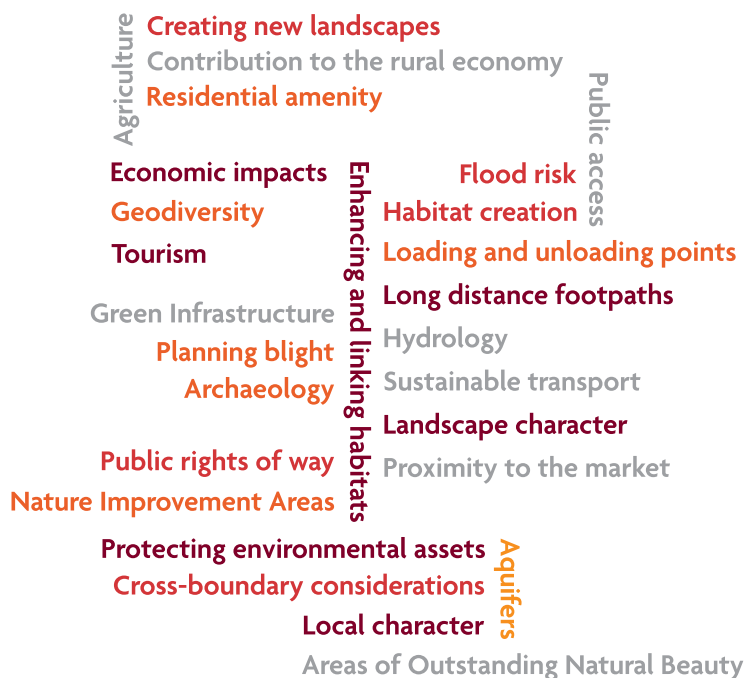 Agriculture
Creating new landscapes
Contribution to the rural economy
Residential amenity
Public access
Economic impacts
Geodiversity
Tourism
Green Infrastructure
Planning blight
Archaeology
Public rights of way
Nature Improvement Areas
Enhancing and linking habitats
Flood risk
Habitat creation
Loading and unloading points
Long distance footpaths
Hydrology
Sustainable transport
Landscape character
Proximity to the market
Protecting environmental assets
Cross-boundary considerations
Local character
Aquifers
Areas of Outstanding Natural Beauty